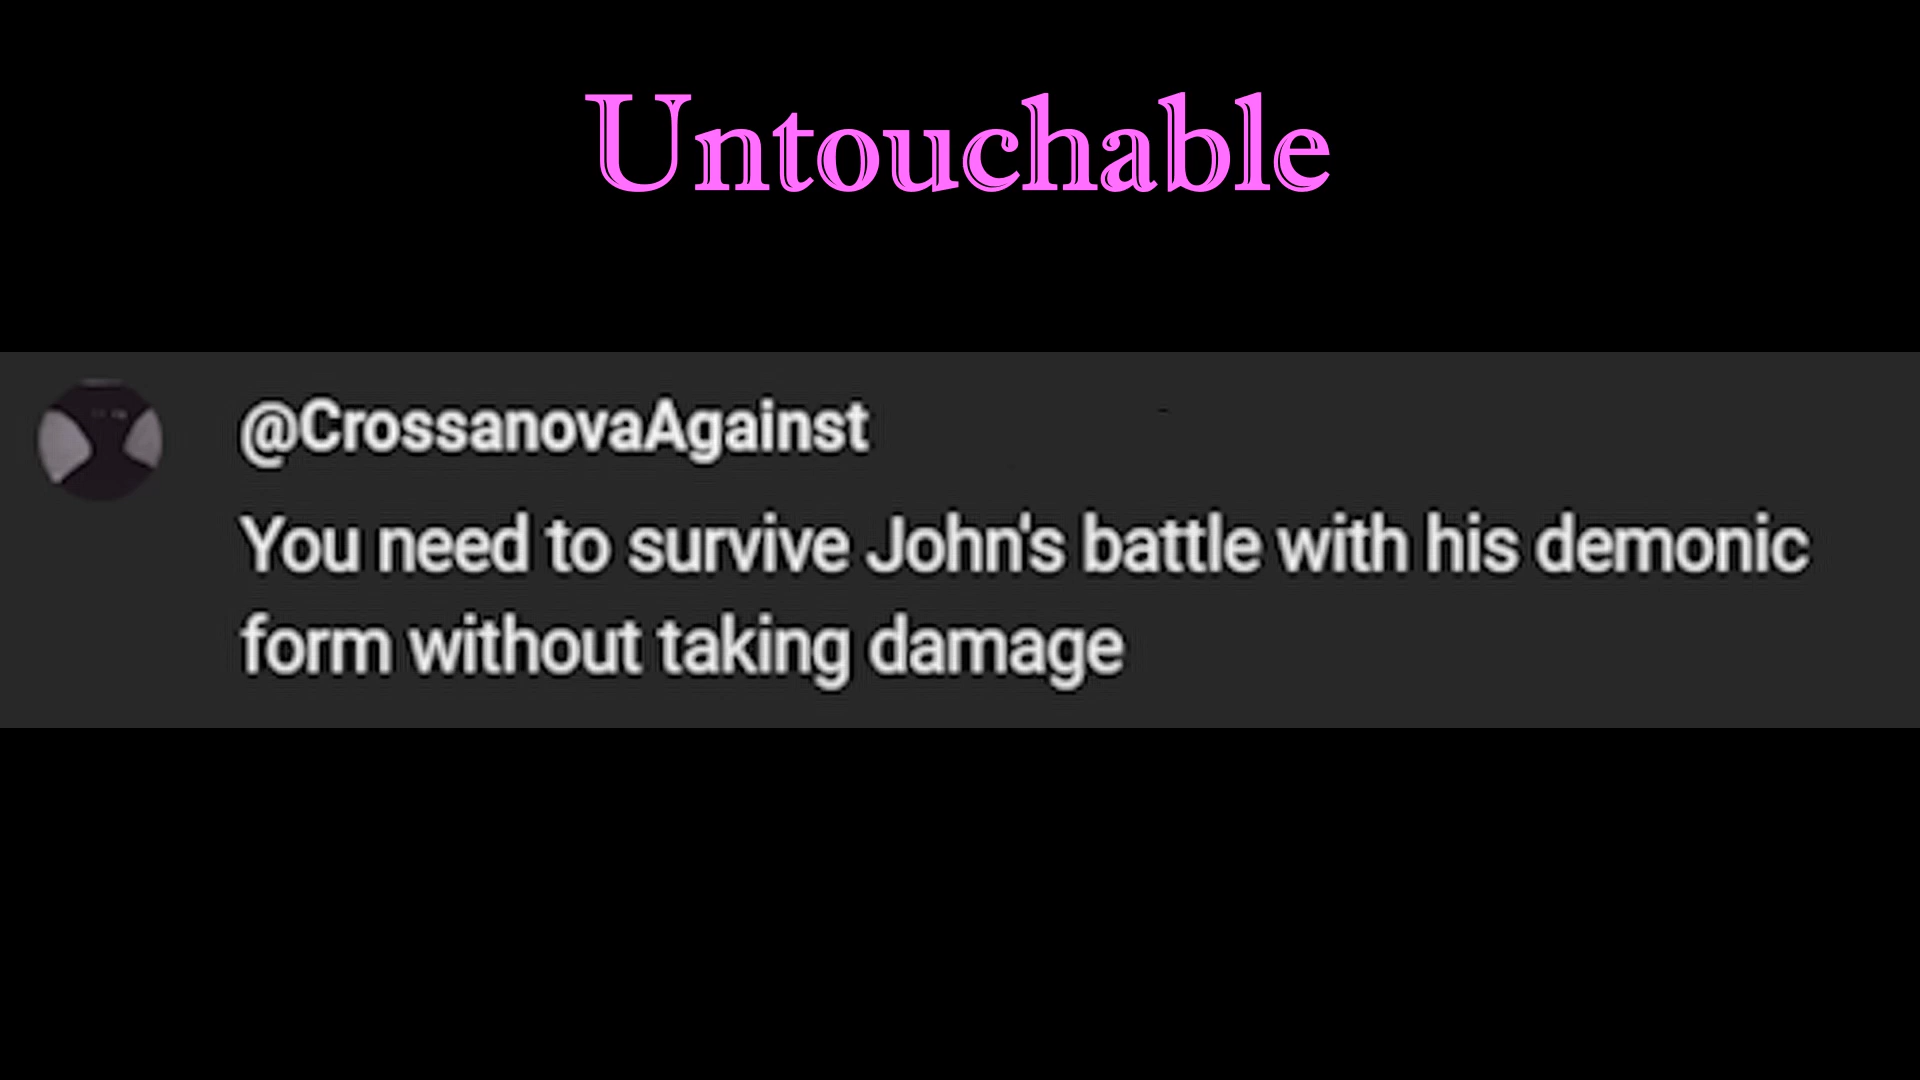 Untouchable
@CrossanovaAgainst
You need to survive John's battle with his demonic
form without taking damage